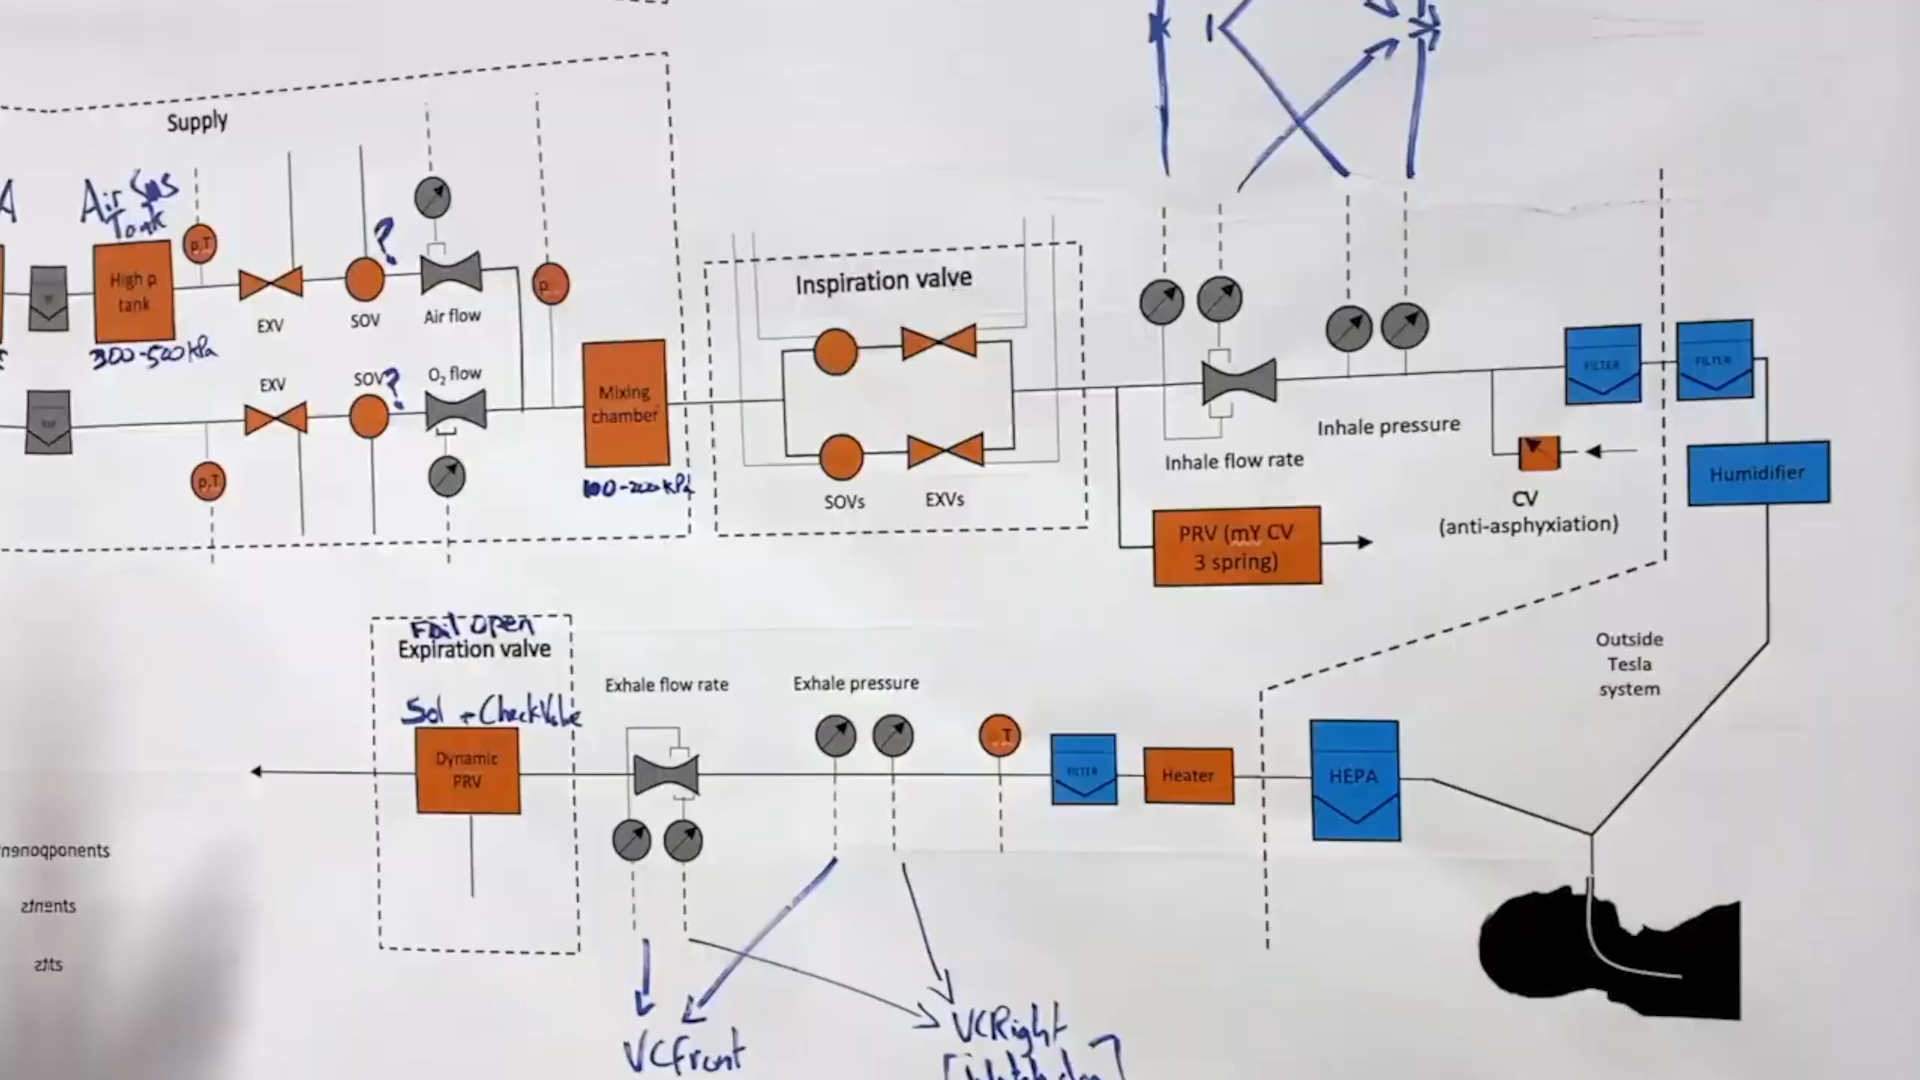 Supply
A
Air Gas
Tank
p,T
?
High p
tank
EXV
SOV
Air flow
p
300-500 kPa
EXV
SOV
?
O₂ flow
Mixing
chamber
p,T
100-200 kPa
Inspiration valve
SOVs
EXVs
Inhale flow rate
Inhale pressure
FILTER
FILTER
Humidifier
CV
(anti-asphyxiation)
PRV (mY CV
3 spring)
Outside
Tesla
system
Fail open
Expiration valve
Sol + Check Valve
Dynamic
PRV
Exhale flow rate
Exhale pressure
T
FILTER
Heater
HEPA
VCFront
VCRight